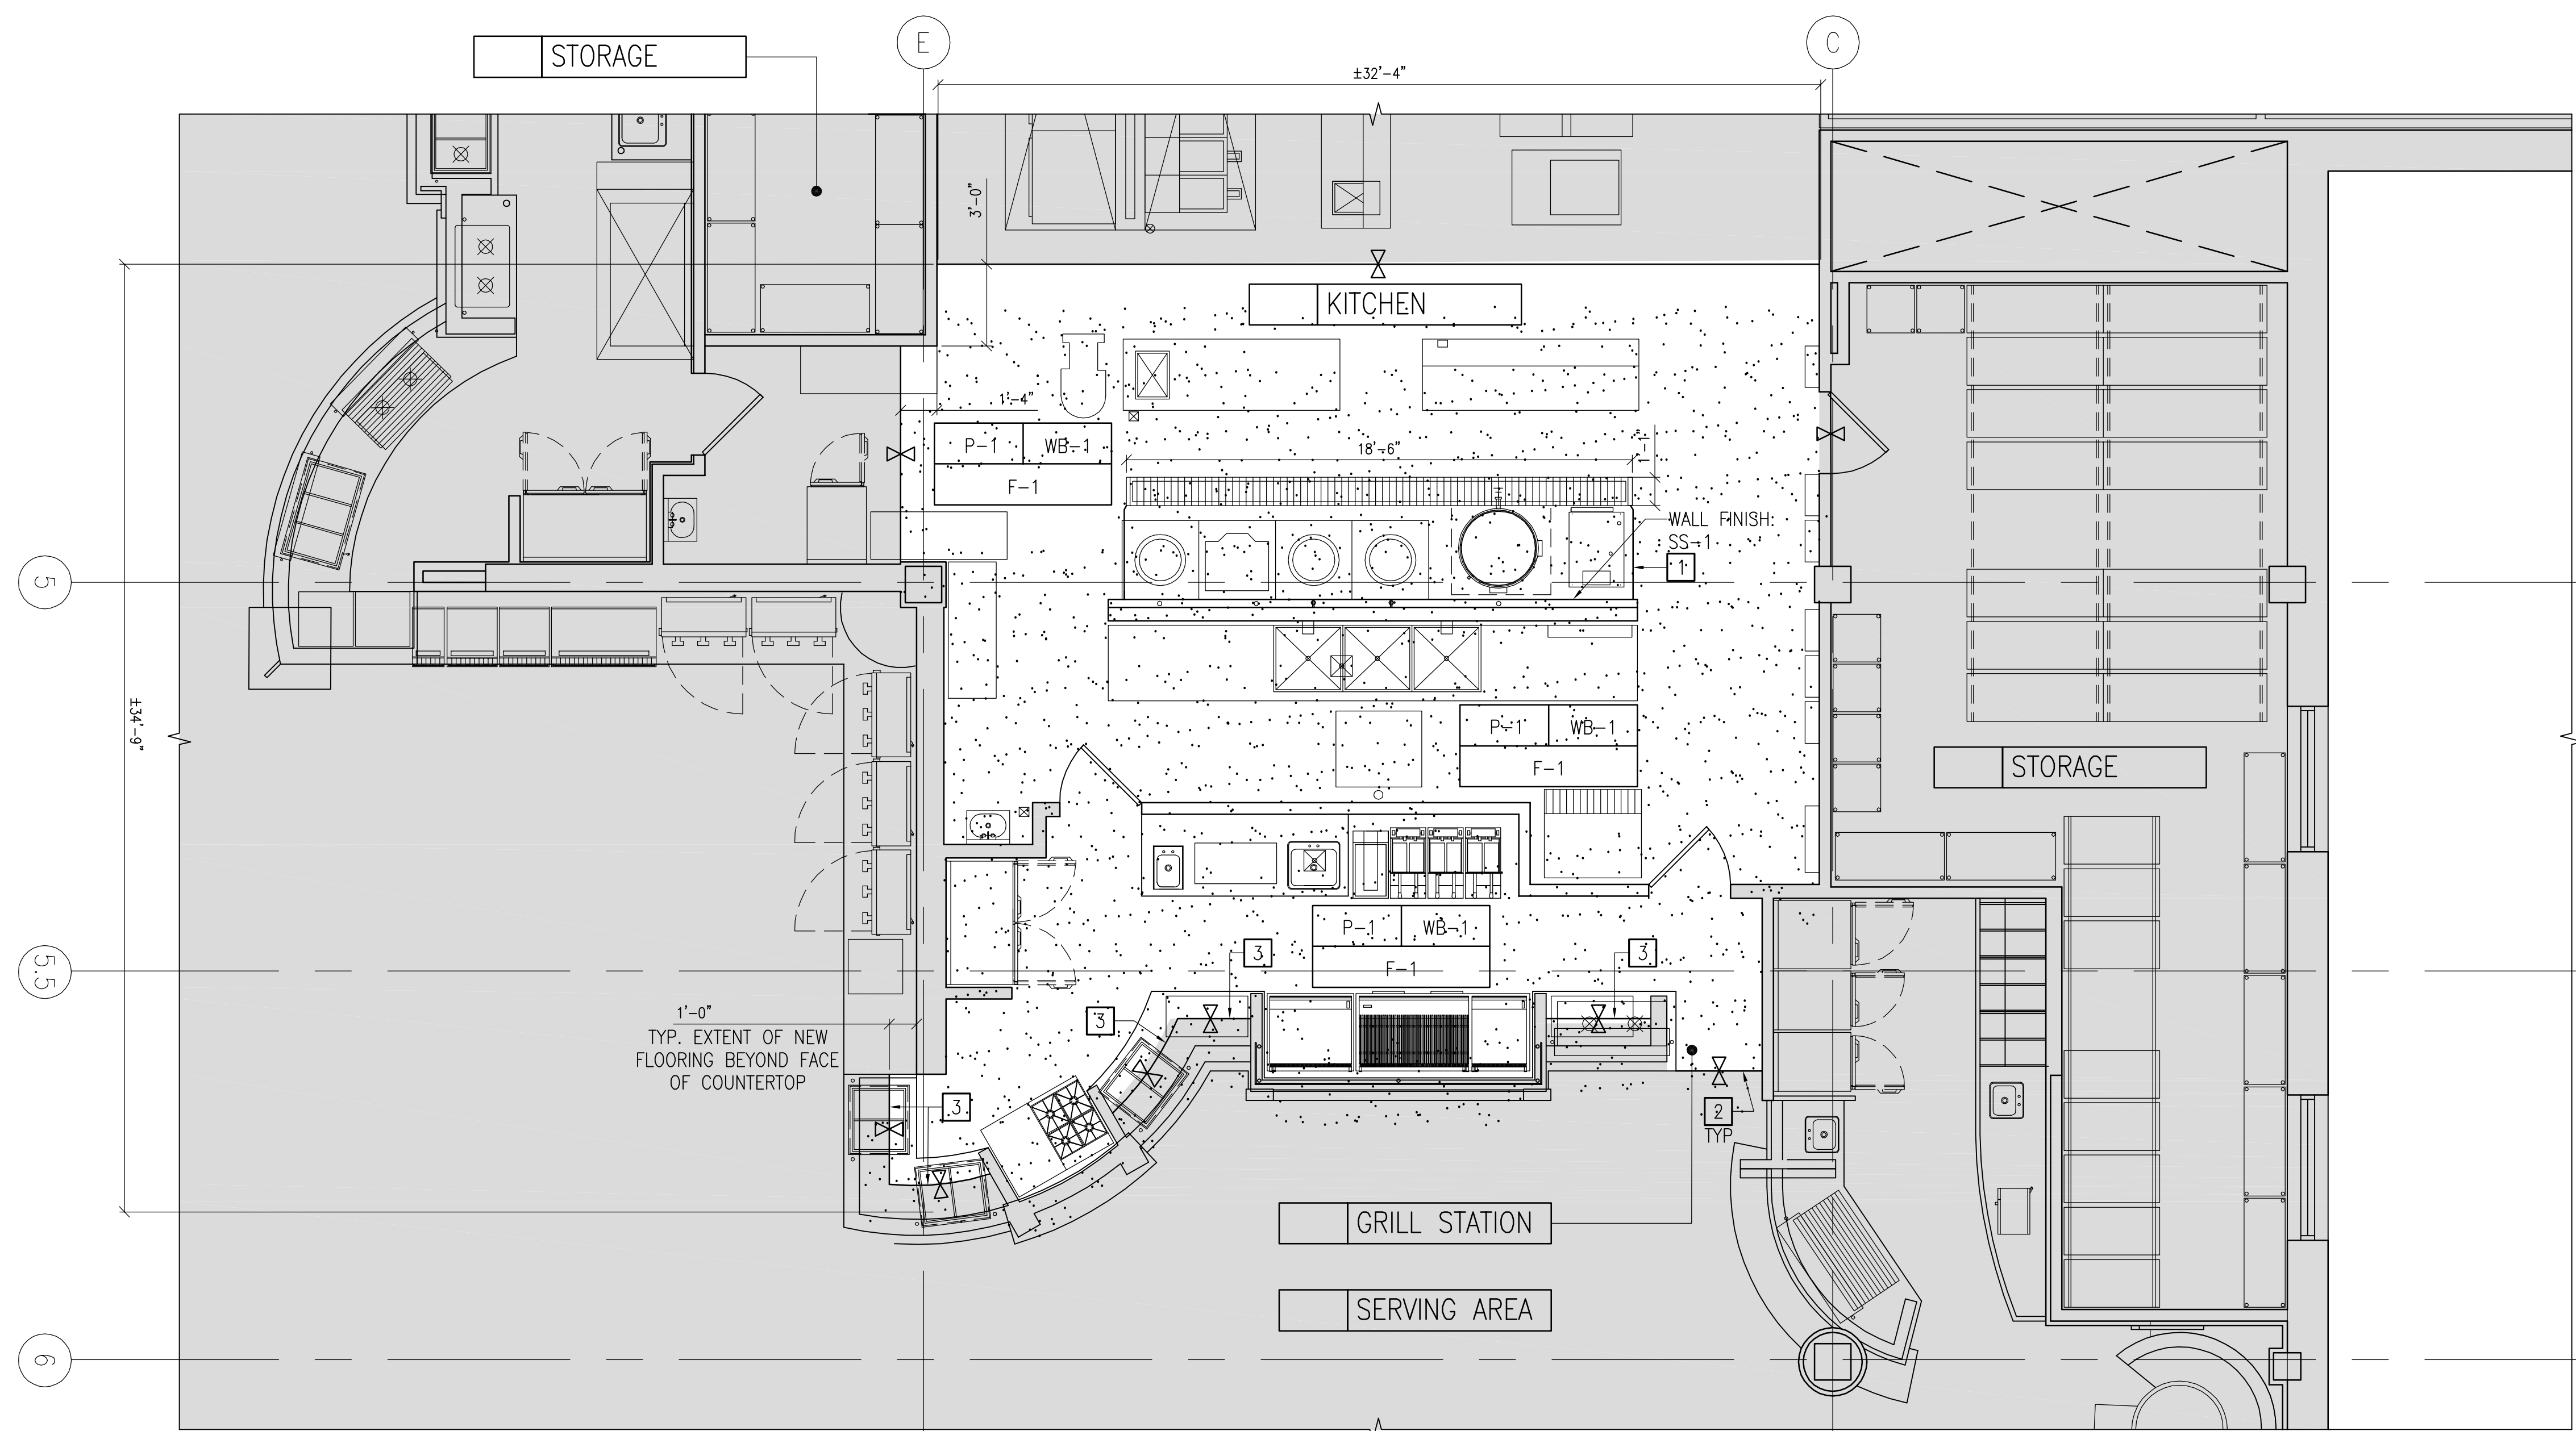 E
C
STORAGE
±32'-4"
3'-0"
KITCHEN
1'-4"
P-1 WB-1
F-1
18'-6"
1'-1"
WALL FINISH:
SS-1
1
5
±34'-9"
P-1 WB-1
F-1
STORAGE
P-1 WB-1
F-1
3
3
5.5
1'-0"
TYP. EXTENT OF NEW
FLOORING BEYOND FACE
OF COUNTERTOP
3
3
2
TYP
GRILL STATION
SERVING AREA
6